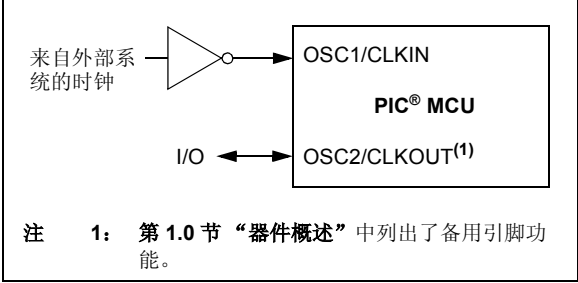 来自外部系
统的时钟
OSC1/CLKIN
PIC® MCU
I/O
OSC2/CLKOUT(1)
注 1： 第 1.0 节 “器件概述”中列出了备用引脚功
能。